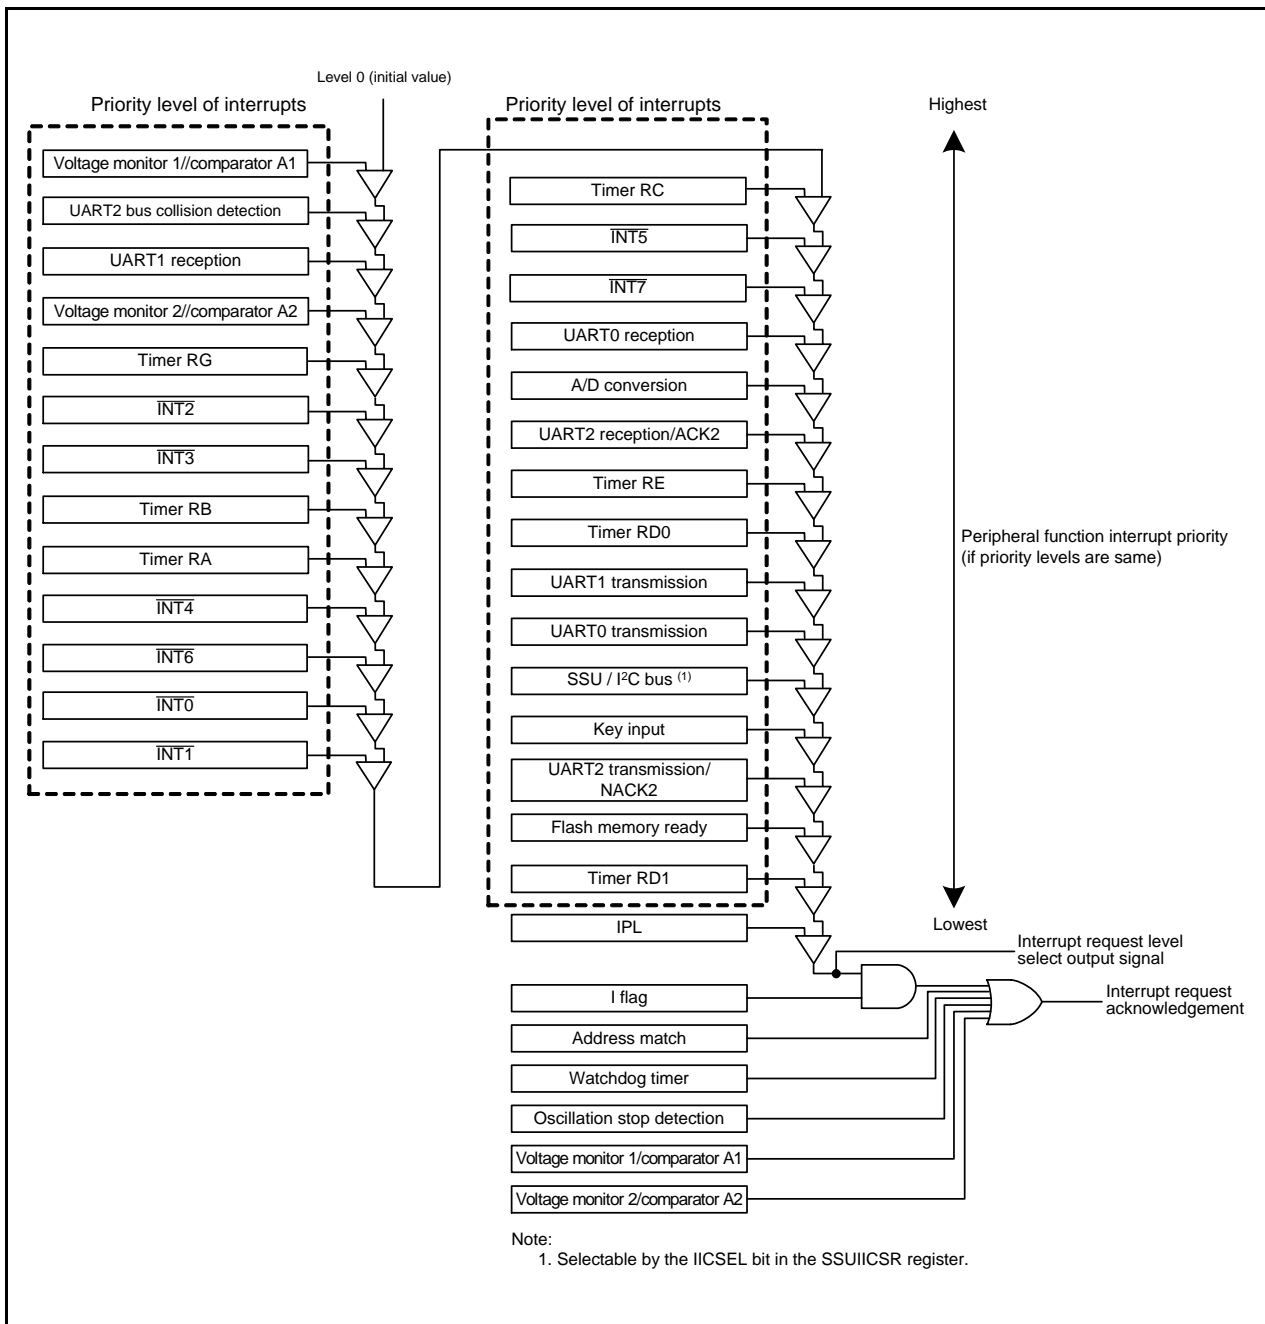 Level 0 (initial value)
Priority level of interrupts
Voltage monitor 1//comparator A1
UART2 bus collision detection
UART1 reception
Voltage monitor 2//comparator A2
Timer RG
INT2
INT3
Timer RB
Timer RA
INT4
INT6
INT0
INT1
Priority level of interrupts
Timer RC
INT5
INT7
UART0 reception
A/D conversion
UART2 reception/ACK2
Timer RE
Timer RD0
UART1 transmission
UART0 transmission
SSU / I²C bus (1)
Key input
UART2 transmission/
NACK2
Flash memory ready
Timer RD1
IPL
I flag
Address match
Watchdog timer
Oscillation stop detection
Voltage monitor 1/comparator A1
Voltage monitor 2/comparator A2
Highest
Peripheral function interrupt priority
(if priority levels are same)
Lowest
Interrupt request level
select output signal
Interrupt request
acknowledgement
Note:
1. Selectable by the IICSEL bit in the SSUIICSR register.